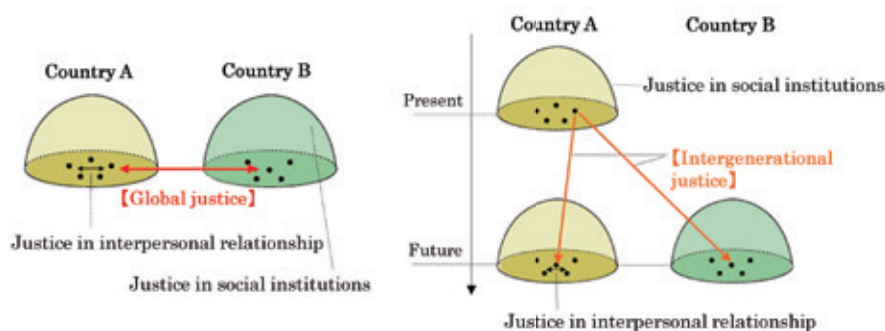 Country A
Country B
【Global justice】
Justice in interpersonal relationship
Justice in social institutions
Country A
Country B
Present
Justice in social institutions
【Intergenerational
justice】
Future
Justice in interpersonal relationship